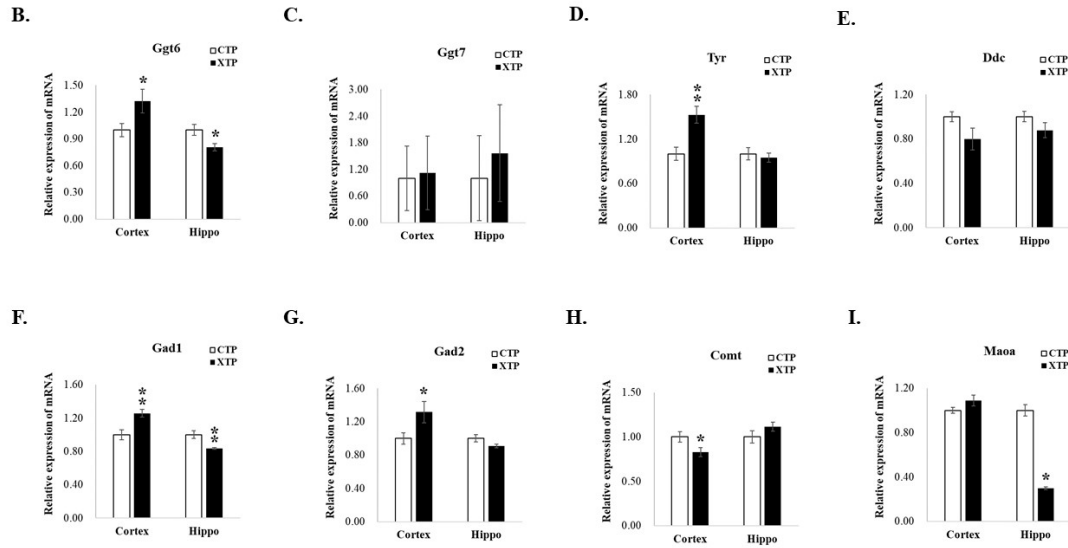 B.
Ggt6
CTP
XTP
Relative expression of mRNA
1.50
1.20
0.90
0.60
0.30
0.00
*
*
Cortex
Hippo
C.
Ggt7
CTP
XTP
Relative expression of mRNA
3.00
2.40
1.80
1.20
0.60
0.00
Cortex
Hippo
D.
Tyr
CTP
XTP
Relative expression of mRNA
1.80
1.20
0.60
0.00
**
Cortex
Hippo
E.
Ddc
CTP
XTP
Relative expression of mRNA
1.20
0.80
0.40
0.00
Cortex
Hippo
F.
Gad1
CTP
XTP
Relative expression of mRNA
1.60
1.20
0.80
0.40
0.00
**
**
Cortex
Hippo
G.
Gad2
CTP
XTP
Relative expression of mRNA
1.60
1.20
0.80
0.40
0.00
*
Cortex
Hippo
H.
Comt
CTP
XTP
Relative expression of mRNA
1.50
1.00
0.50
0.00
*
Cortex
Hippo
I.
Maoa
CTP
XTP
Relative expression of mRNA
1.20
0.80
0.40
0.00
*
Cortex
Hippo